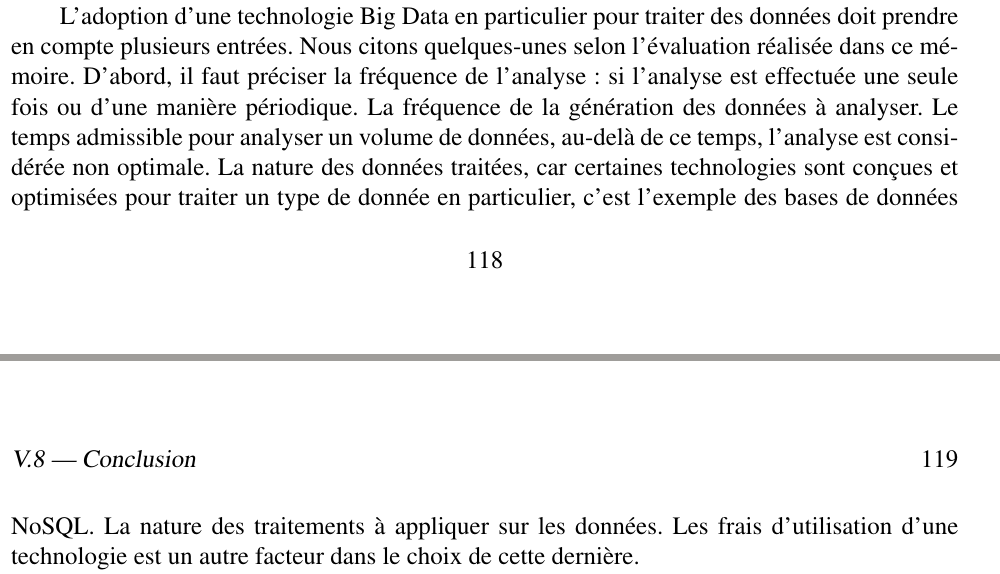 L’adoption d’une technologie Big Data en particulier pour traiter des données doit prendre
en compte plusieurs entrées. Nous citons quelques-unes selon l’évaluation réalisée dans ce mé-
moire. D’abord, il faut préciser la fréquence de l’analyse : si l’analyse est effectuée une seule
fois ou d’une manière périodique. La fréquence de la génération des données à analyser. Le
temps admissible pour analyser un volume de données, au-delà de ce temps, l’analyse est consi-
dérée non optimale. La nature des données traitées, car certaines technologies sont conçues et
optimisées pour traiter un type de donnée en particulier, c’est l’exemple des bases de données
118
V.8 — Conclusion 119
NoSQL. La nature des traitements à appliquer sur les données. Les frais d’utilisation d’une
technologie est un autre facteur dans le choix de cette dernière.